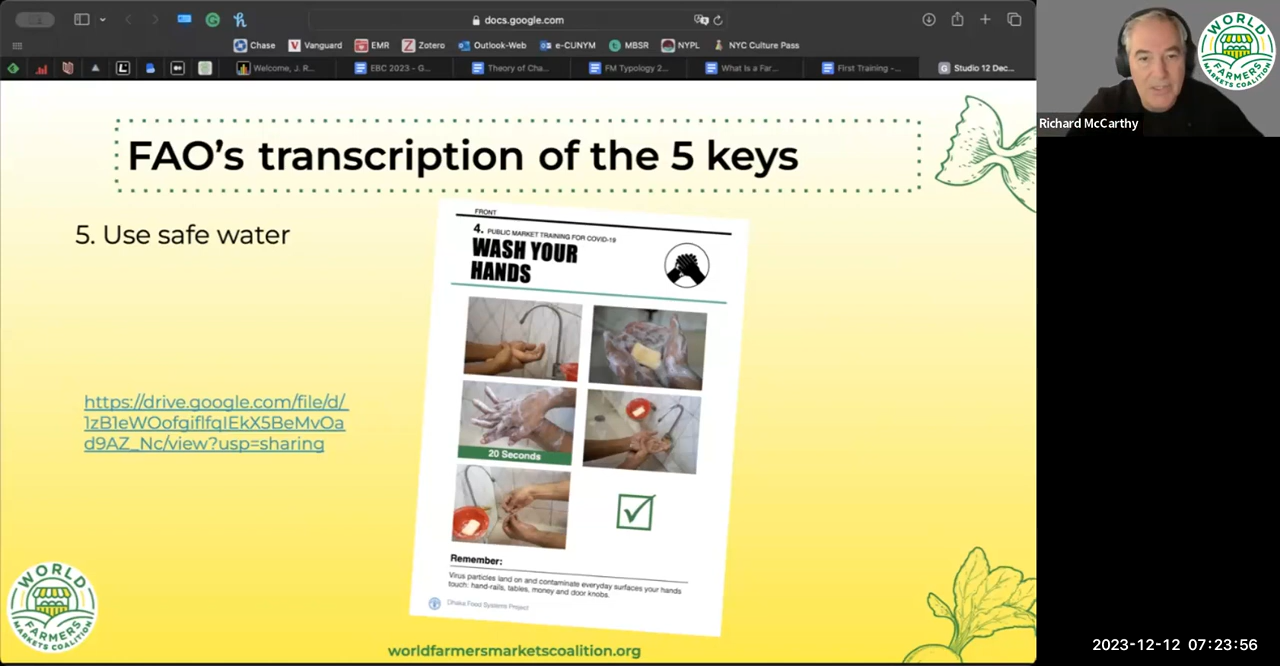 docs.google.com
Chase
Vanguard
EMR
Zotero
Outlook-Web
e-CUNYM
MBSR
NYPL
NYC Culture Pass
Welcome, J. R...
EBC 2023 - G...
Theory of Cha...
FM Typology 2...
What Is a Far...
First Training -...
Studio 12 Dec...
FAO's transcription of the 5 keys
5. Use safe water
https://drive.google.com/file/d/
d9AZ_Nc/view?usp=sharing
FRONT
4. PUBLIC MARKET TRAINING FOR COVID-19
WASH YOUR
HANDS
20 Seconds
Remember:
Virus particles land on and contaminate everyday surfaces your hands
touch: hand-rails, tables, money and door knobs.
Dhaka Food Systems Project
WORLD
FARMERS
MARKETS COALITION
worldfarmersmarketscoalition.org
WORLD
FARMERS
MARKETS COALITION
Richard McCarthy
2023-12-12 07:23:56